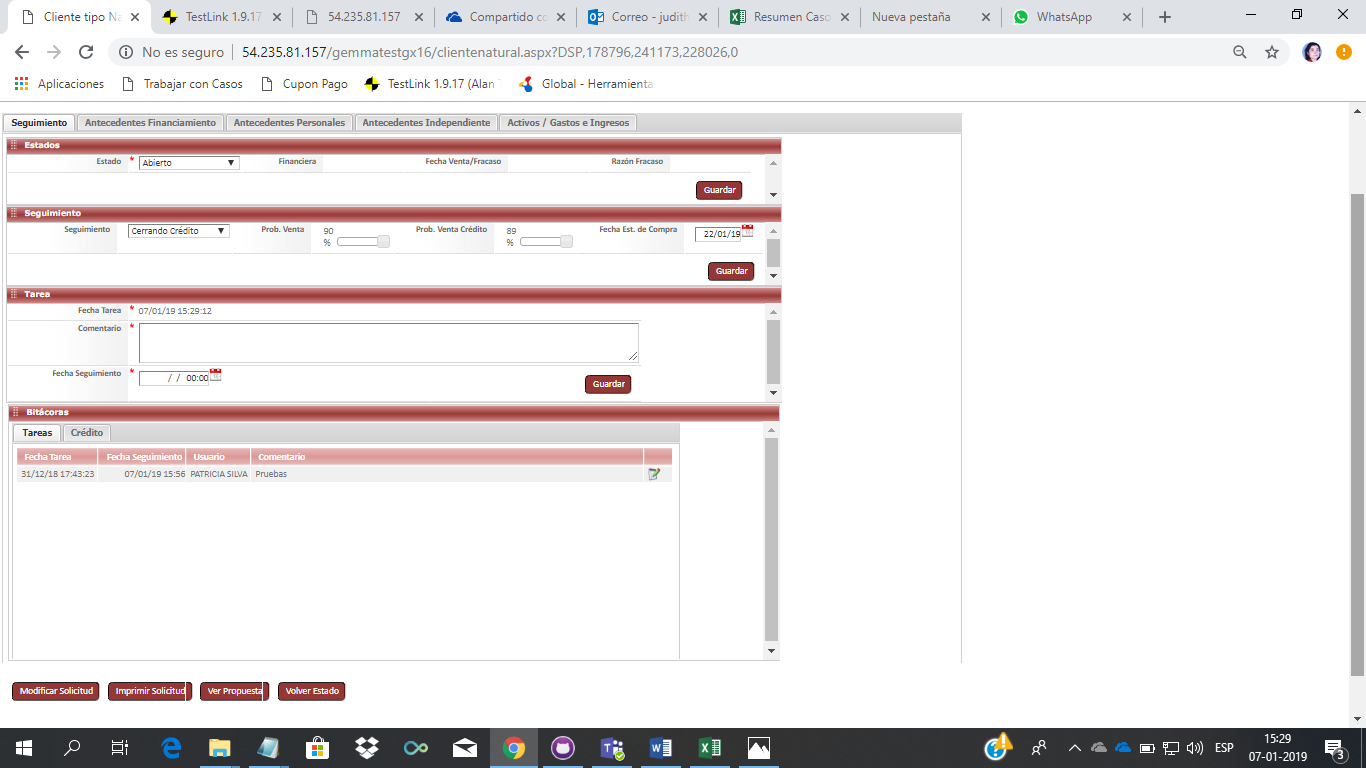 Cliente tipo Na
TestLink 1.9.17
54.235.81.157
Compartido co
Correo - judith
Resumen Caso
Nueva pestaña
WhatsApp
No es seguro | 54.235.81.157/gemmatestgx16/clientenatural.aspx?DSP,178796,241173,228026,0
Aplicaciones
Trabajar con Casos
Cupon Pago
TestLink 1.9.17 (Alan
Global - Herramienta
Seguimiento
Antecedentes Financiamiento
Antecedentes Personales
Antecedentes Independiente
Activos / Gastos e Ingresos
Estados
Estado * Abierto Financiera Fecha Venta/Fracaso Razón Fracaso
Guardar
Seguimiento
Seguimiento Cerrando Crédito Prob. Venta 90 % Prob. Venta Crédito 89 % Fecha Est. de Compra 22/01/19
Guardar
Tarea
Fecha Tarea * 07/01/19 15:29:12
Comentario *
Fecha Seguimiento * / / 00:00
Guardar
Bitácoras
Tareas Crédito
Fecha Tarea Fecha Seguimiento Usuario Comentario
31/12/18 17:43:23 07/01/19 15:56 PATRICIA SILVA Pruebas
Modificar Solicitud
Imprimir Solicitud
Ver Propuesta
Volver Estado
ESP
15:29
07-01-2019
3